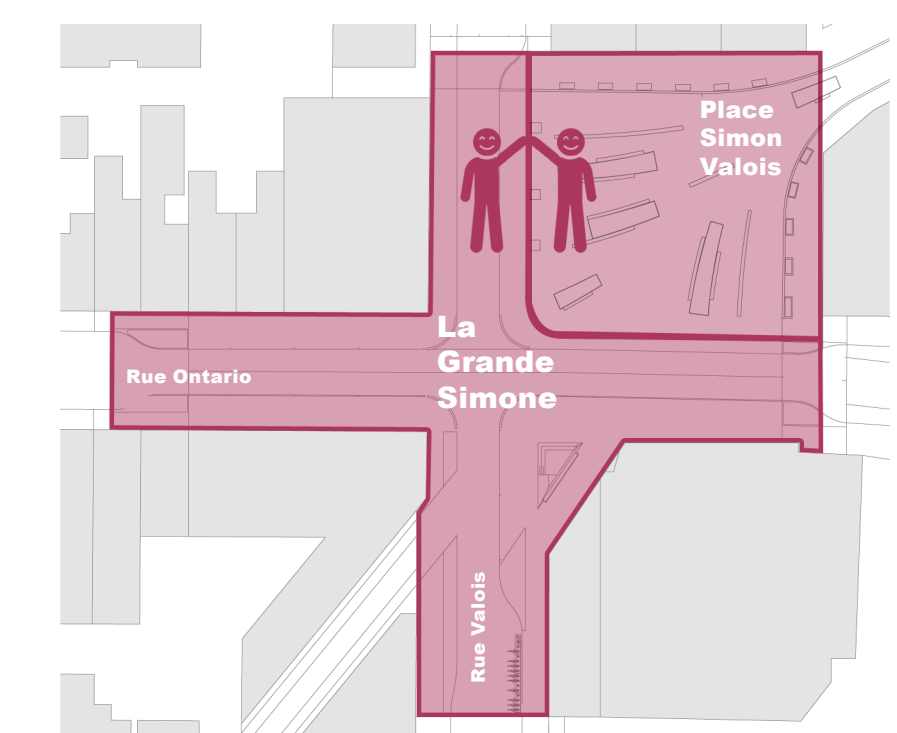 Place
Simon
Valois
La
Grande
Simone
Rue Ontario
Rue Valois